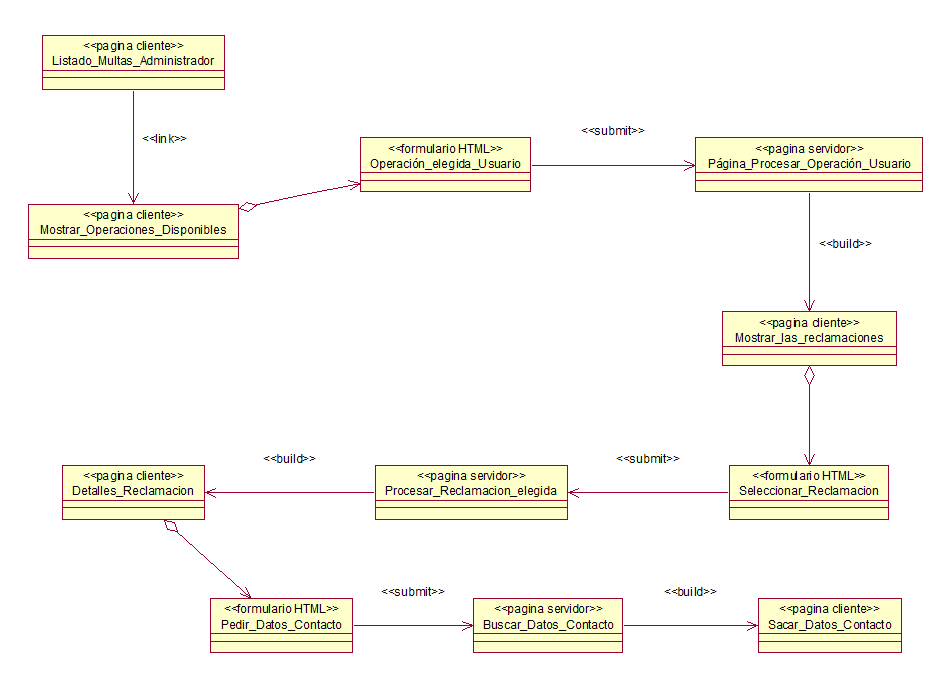 <<pagina cliente>>
Listado_Multas_Administrador
<<link>>
<<submit>>
<<formulario HTML>>
Operación_elegida_Usuario
<<pagina servidor>>
Página_Procesar_Operación_Usuario
<<pagina cliente>>
Mostrar_Operaciones_Disponibles
<<build>>
<<pagina cliente>>
Mostrar_las_reclamaciones
<<build>>
<<submit>>
<<pagina cliente>>
Detalles_Reclamacion
<<pagina servidor>>
Procesar_Reclamacion_elegida
<<formulario HTML>>
Seleccionar_Reclamacion
<<submit>>
<<build>>
<<formulario HTML>>
Pedir_Datos_Contacto
<<pagina servidor>>
Buscar_Datos_Contacto
<<pagina cliente>>
Sacar_Datos_Contacto